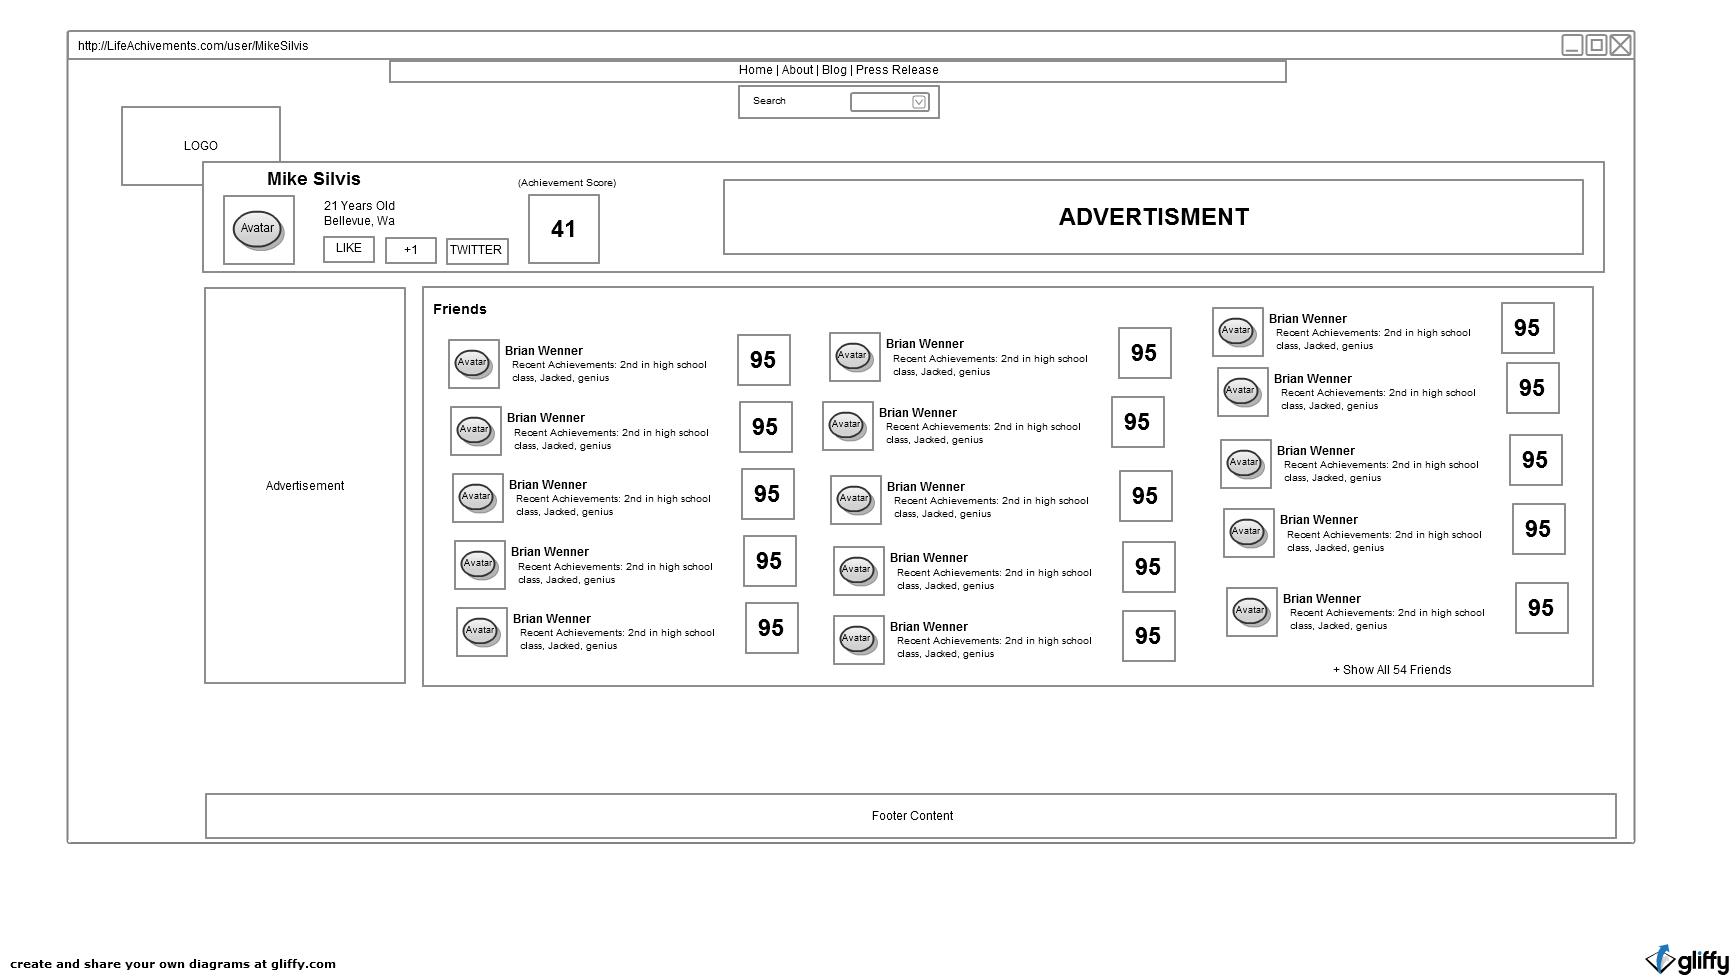 http://LifeAchivements.com/user/MikeSilvis
Home | About | Blog | Press Release
Search
LOGO
Mike Silvis
(Achievement Score)
Avatar
21 Years Old
Bellevue, Wa
LIKE
+1
TWITTER
41
ADVERTISMENT
Advertisement
Friends
Avatar
Brian Wenner
Recent Achievements: 2nd in high school
class, Jacked, genius
95
Avatar
Brian Wenner
Recent Achievements: 2nd in high school
class, Jacked, genius
95
Avatar
Brian Wenner
Recent Achievements: 2nd in high school
class, Jacked, genius
95
Avatar
Brian Wenner
Recent Achievements: 2nd in high school
class, Jacked, genius
95
Avatar
Brian Wenner
Recent Achievements: 2nd in high school
class, Jacked, genius
95
Avatar
Brian Wenner
Recent Achievements: 2nd in high school
class, Jacked, genius
95
Avatar
Brian Wenner
Recent Achievements: 2nd in high school
class, Jacked, genius
95
Avatar
Brian Wenner
Recent Achievements: 2nd in high school
class, Jacked, genius
95
Avatar
Brian Wenner
Recent Achievements: 2nd in high school
class, Jacked, genius
95
Avatar
Brian Wenner
Recent Achievements: 2nd in high school
class, Jacked, genius
95
Avatar
Brian Wenner
Recent Achievements: 2nd in high school
class, Jacked, genius
95
Avatar
Brian Wenner
Recent Achievements: 2nd in high school
class, Jacked, genius
95
Avatar
Brian Wenner
Recent Achievements: 2nd in high school
class, Jacked, genius
95
Avatar
Brian Wenner
Recent Achievements: 2nd in high school
class, Jacked, genius
95
Avatar
Brian Wenner
Recent Achievements: 2nd in high school
class, Jacked, genius
95
+ Show All 54 Friends
Footer Content
create and share your own diagrams at gliffy.com
gliffy